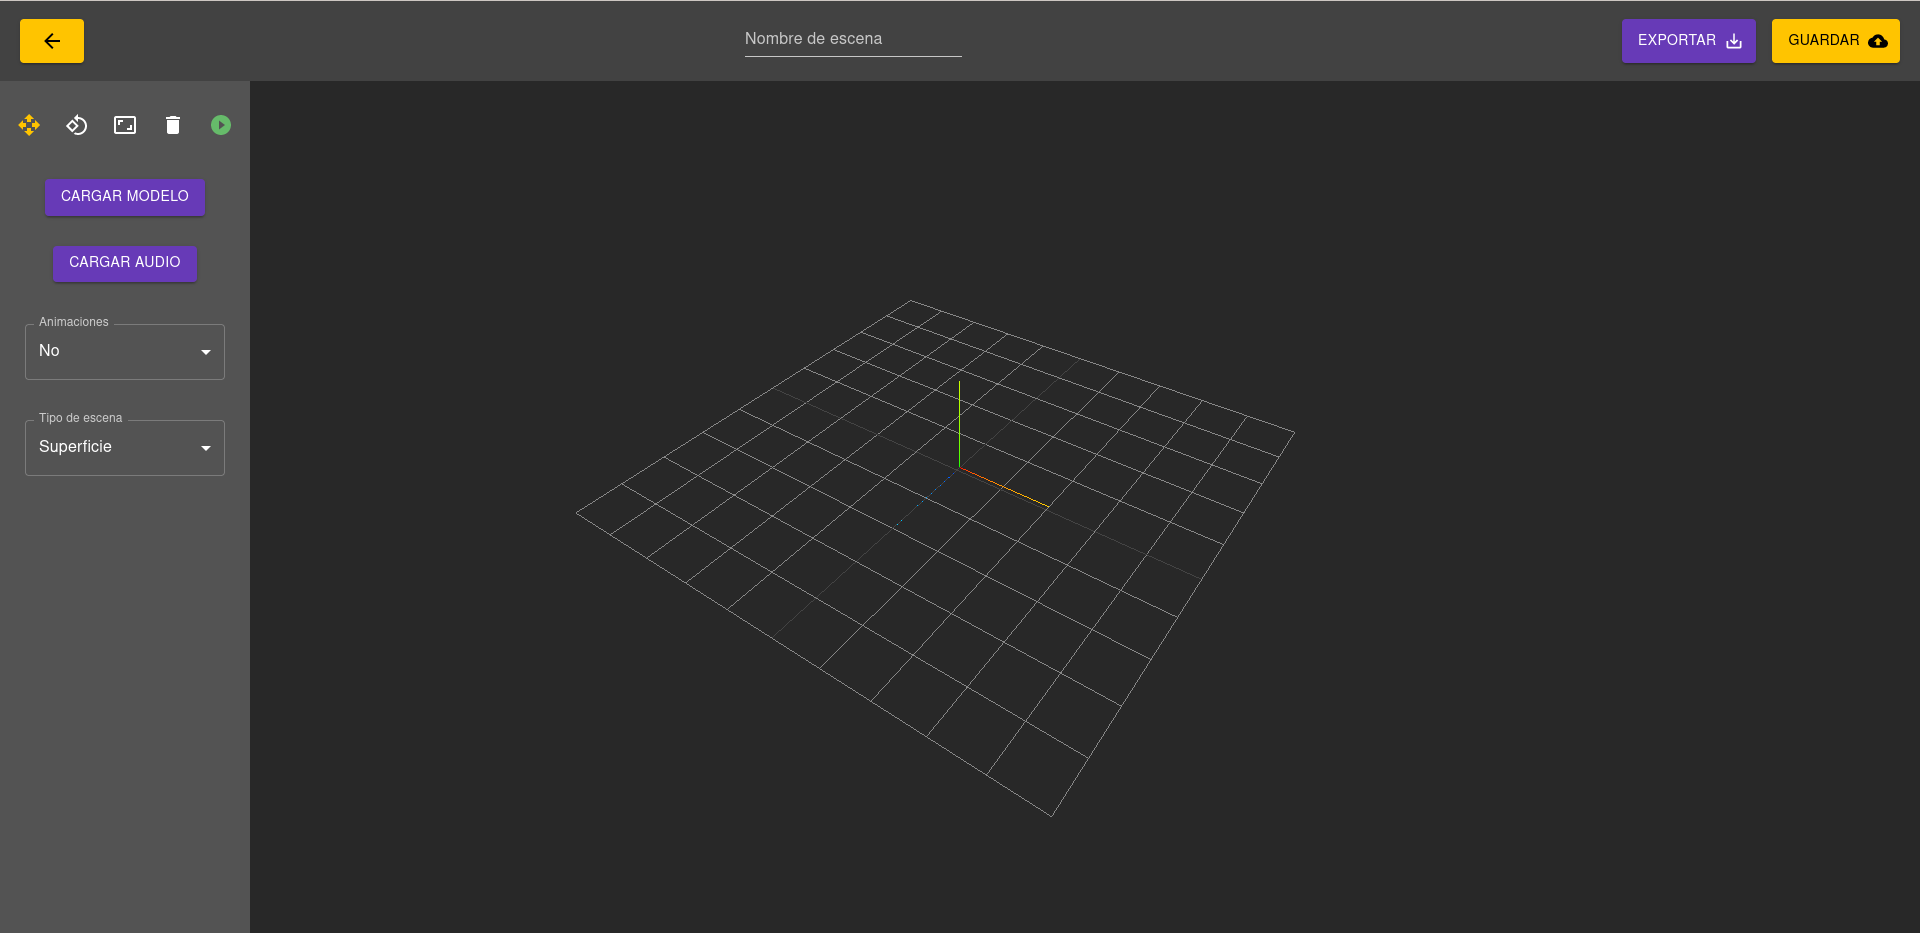 Nombre de escena
EXPORTAR
GUARDAR
CARGAR MODELO
CARGAR AUDIO
Animaciones
No
Tipo de escena
Superficie